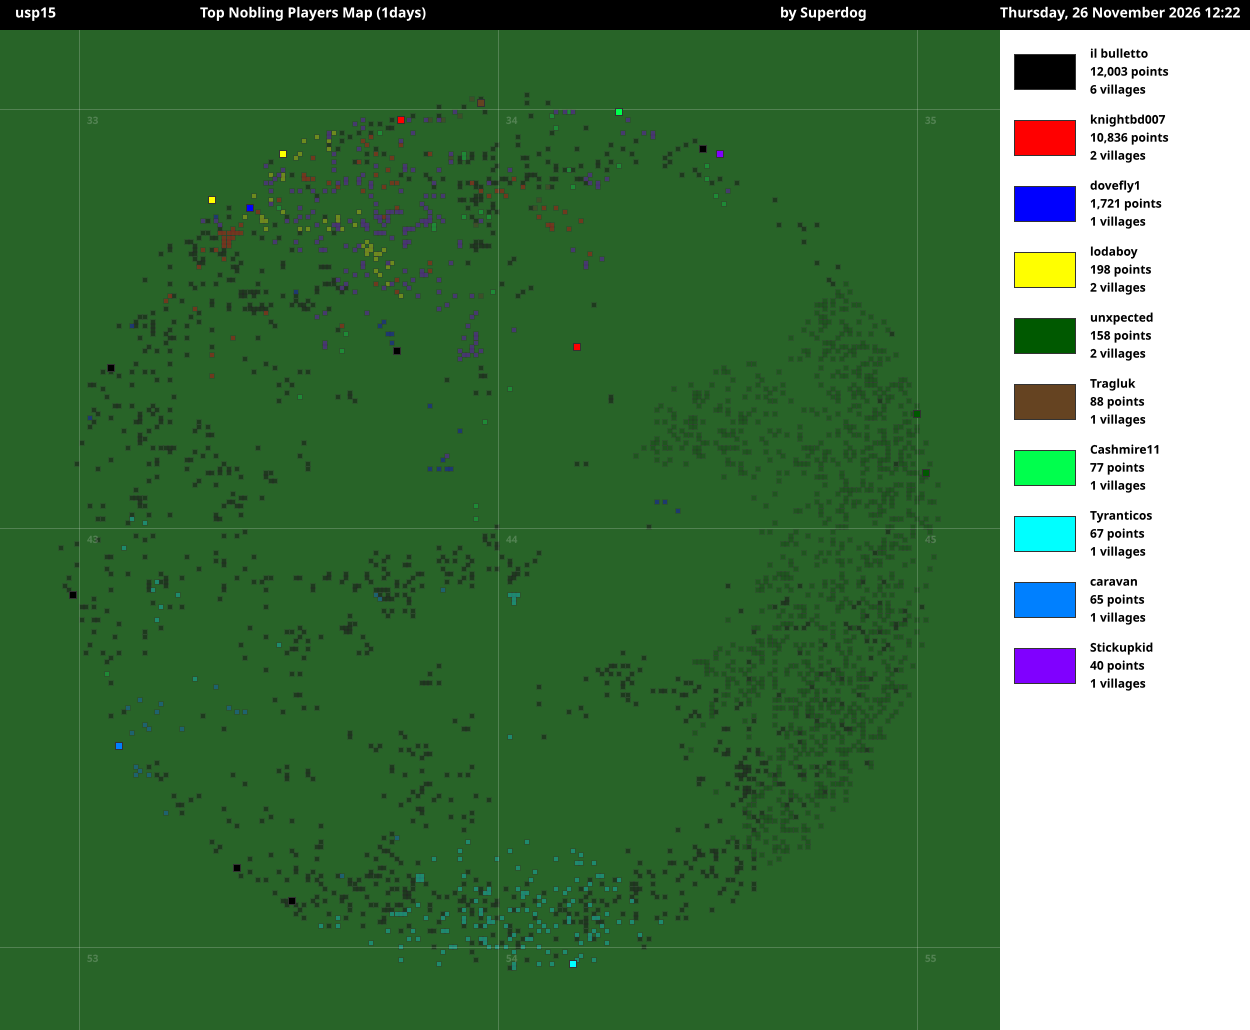 usp15
Top Nobling Players Map (1days)
by Superdog
Thursday, 26 November 2026 12:22
il bulletto
12,003 points
6 villages
knightbd007
10,836 points
2 villages
dovefly1
1,721 points
1 villages
lodaboy
198 points
2 villages
unxpected
158 points
2 villages
Tragluk
88 points
1 villages
Cashmire11
77 points
1 villages
Tyranticos
67 points
1 villages
caravan
65 points
1 villages
Stickupkid
40 points
1 villages
33
34
35
43
44
45
53
54
55